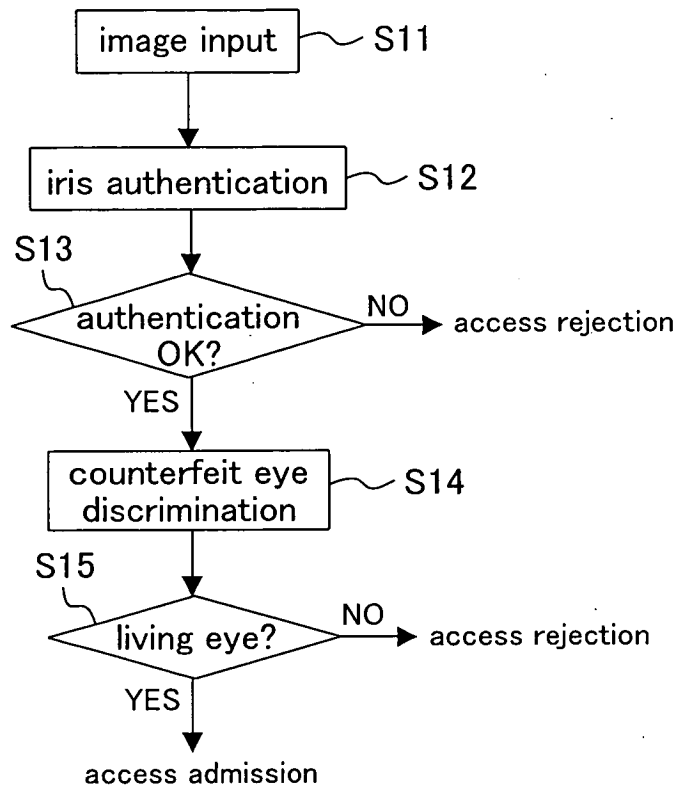 image input
S11
iris authentication
S12
S13
authentication
OK?
NO
access rejection
YES
counterfeit eye
discrimination
S14
S15
living eye?
NO
access rejection
YES
access admission